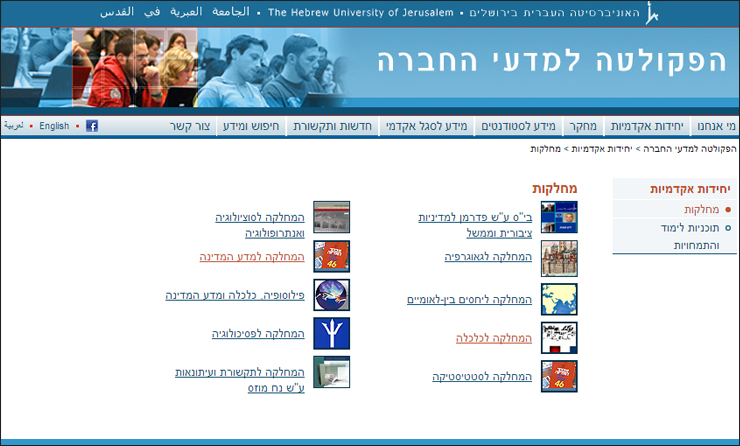 האוניברסיטה העברית בירושלים • The Hebrew University of Jerusalem • الجامعة العبرية في القدس
הפקולטה למדעי החברה
מי אנחנו
יחידות אקדמיות
מחקר
מידע לסטודנטים
מידע לסגל אקדמי
חדשות ותקשורת
חיפוש ומידע
צור קשר
English • لعربية
הפקולטה למדעי החברה > יחידות אקדמיות > מחלקות
יחידות אקדמיות
מחלקות
תוכניות לימוד
והתמחויות
מחלקות
בי"ס ע"ש פדרמן למדיניות
ציבורית וממשל
המחלקה לגאוגרפיה
המחלקה ליחסים בין-לאומיים
המחלקה לכלכלה
המחלקה לסטטיסטיקה
46
המחלקה לסוציולוגיה
ואנתרופולוגיה
המחלקה למדע המדינה
46
פילוסופיה, כלכלה ומדע המדינה
המחלקה לפסיכולוגיה
המחלקה לתקשורת ועיתונאות
ע"ש נח מוזס